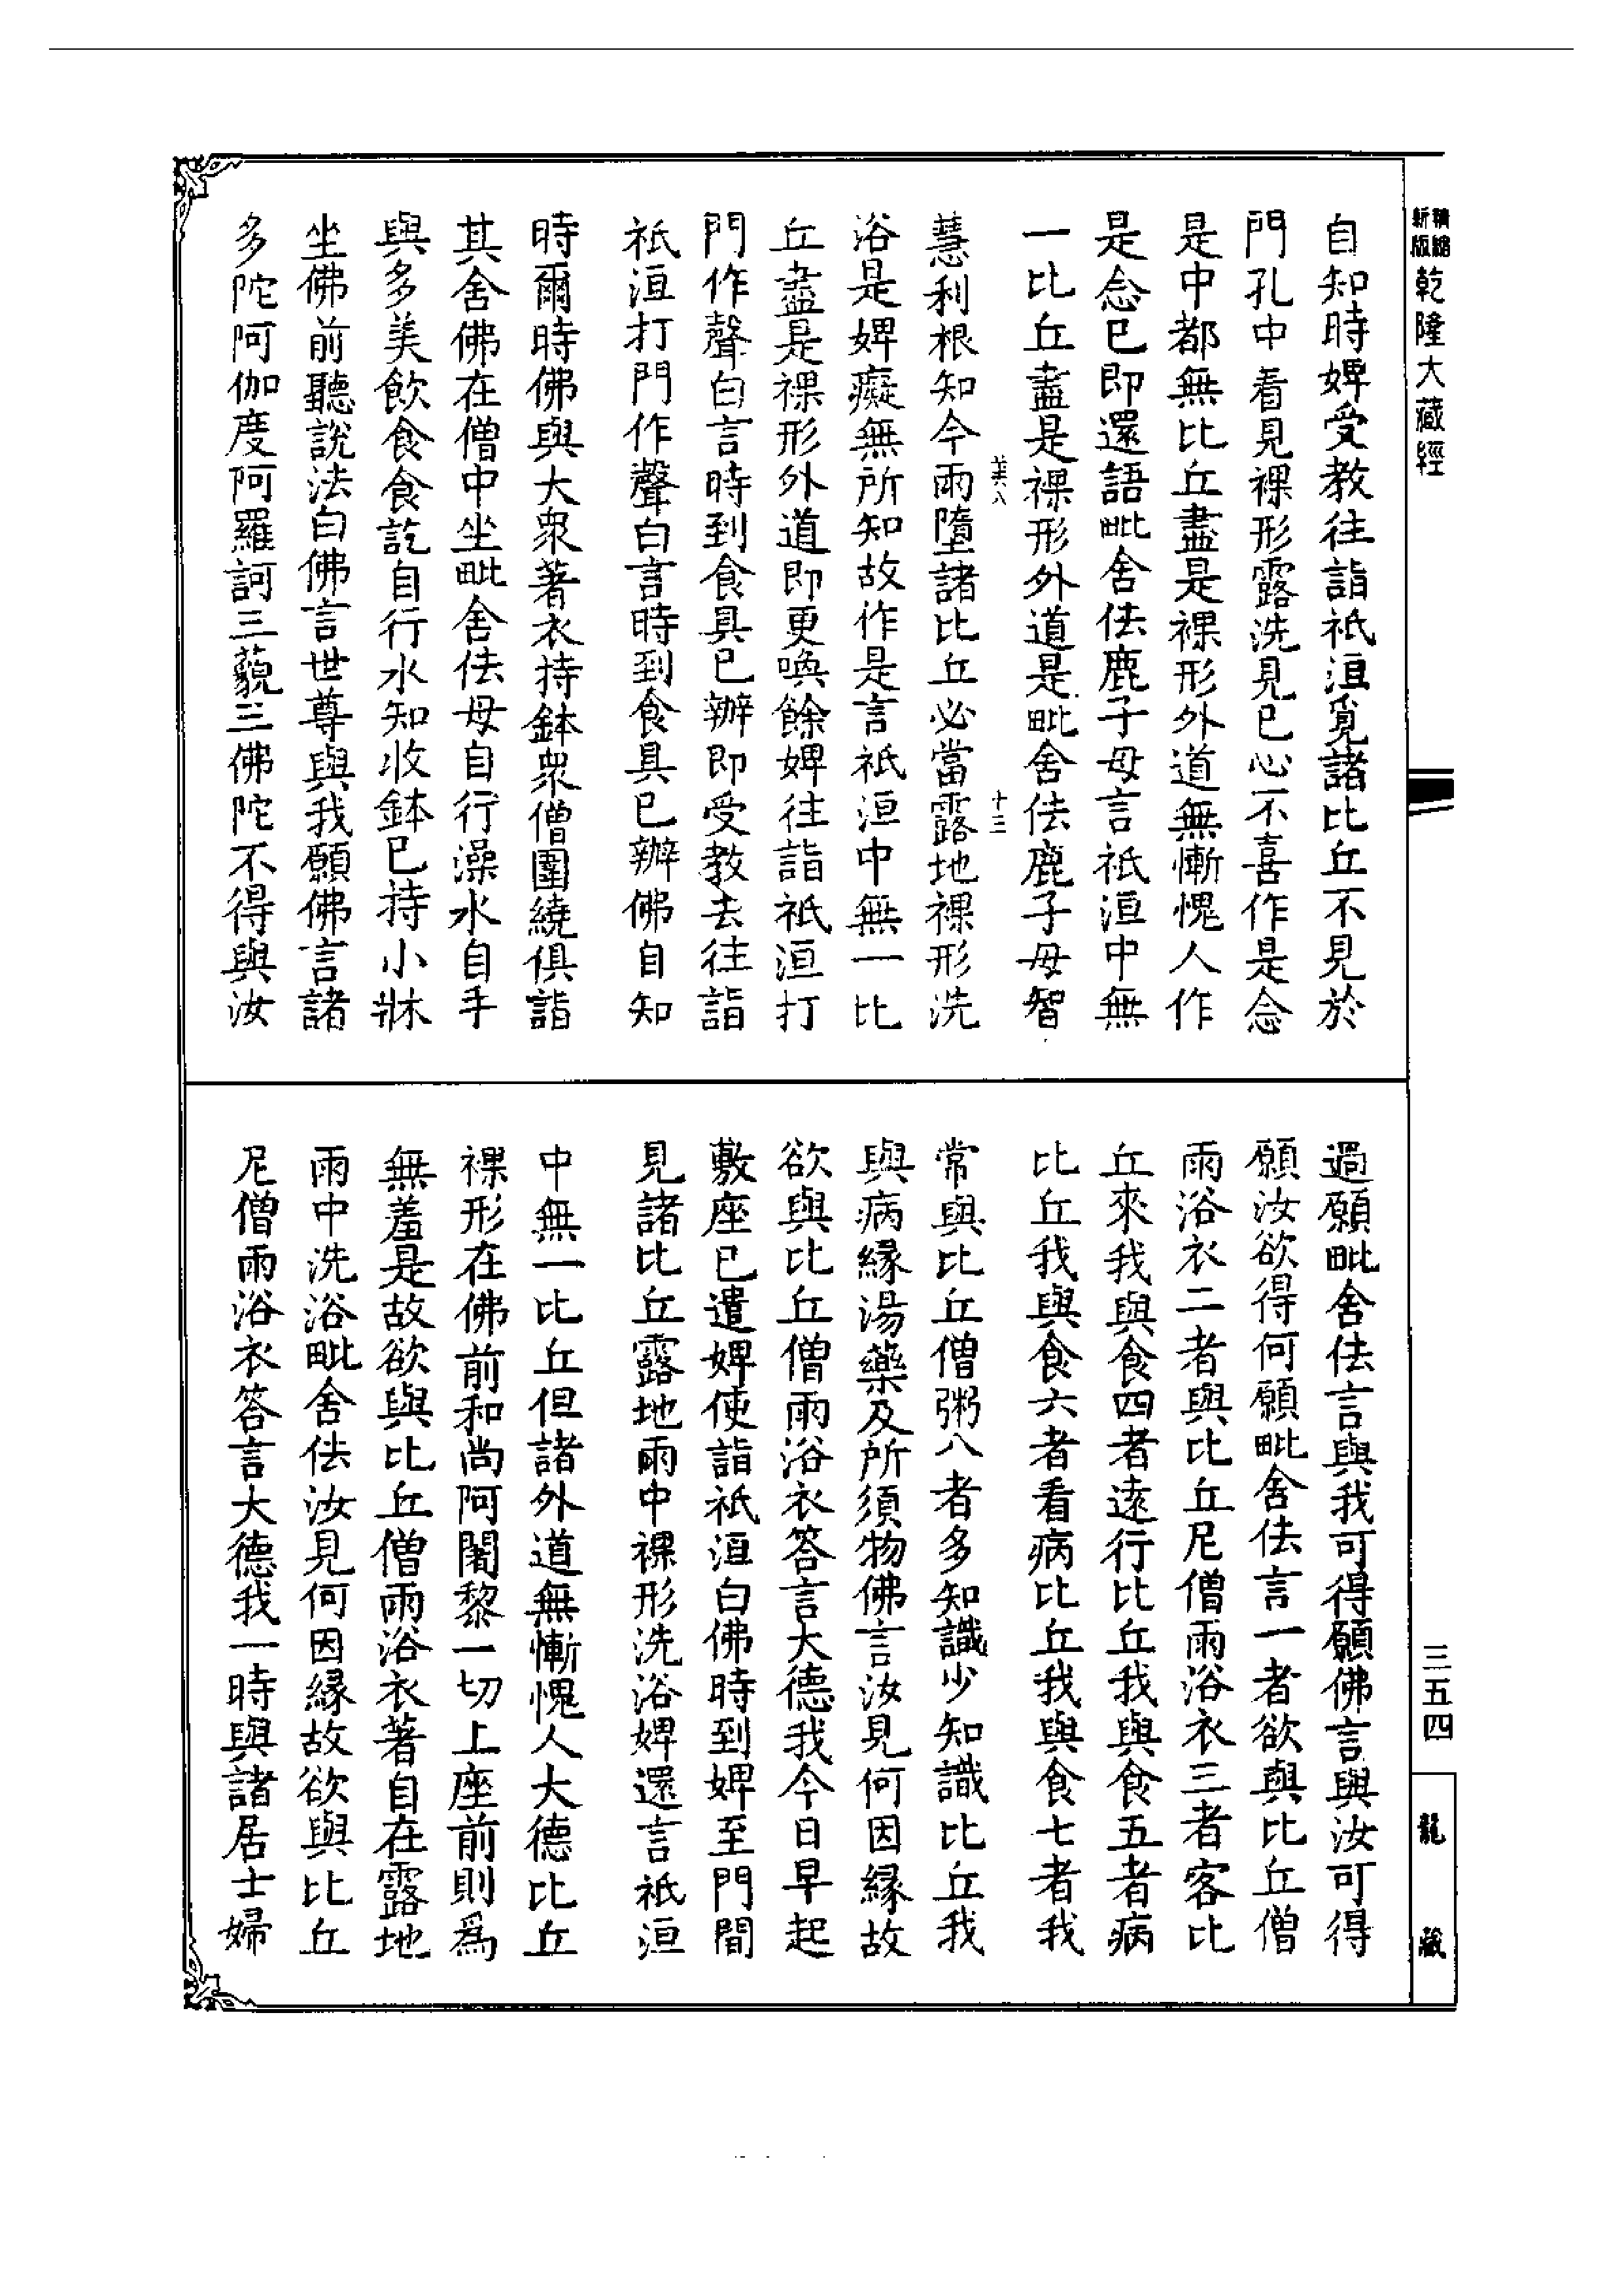 新版 精縮 乾隆大藏經
自知時婢受教往詣祇洹覓諸比丘不見於
門孔中看見裸形露洗見已心不喜作是念
是中都無比丘盡是裸形外道無慚愧人作
是念已即還語毗舍佉鹿子母言祇洹中無
一比丘盡是裸形外道是毗舍佉鹿子母智
慧利根知今雨墮諸比丘必當露地裸形洗
浴是婢癡無所知故作是言祇洹中無一比
丘盡是裸形外道即更喚餘婢往詣祇洹打
門作聲白言時到食具已辦即受教去往詣
祇洹打門作聲白言時到食具已辦佛自知
時爾時佛與大衆著衣持鉢衆僧圍繞俱詣
其舍佛在僧中坐毗舍佉母自行澡水自手
與多美飲食食訖自行水知收鉢已持小牀
坐佛前聽說法白佛言世尊與我願佛言諸
多陀阿伽度阿羅訶三藐三佛陀不得與汝
過願毗舍佉言與我可得願佛言與汝可得
願汝欲得何願毗舍佉言一者欲與比丘僧
雨浴衣二者與比丘尼僧雨浴衣三者客比
丘來我與食四者遠行比丘我與食五者病
比丘我與食六者看病比丘我與食七者我
常與比丘僧粥八者多知識少知識比丘我
與病緣湯藥及所須物佛言汝見何因緣故
欲與比丘僧雨浴衣答言大德我今日早起
敷座已遣婢使詣祇洹白佛時到婢至門間
見諸比丘露地雨中裸形洗浴婢還言祇洹
中無一比丘但諸外道無慚愧人大德比丘
裸形在佛前和尚阿闍黎一切上座前則為
無羞是故欲與比丘僧雨浴衣著自在露地
雨中洗浴毗舍佉汝見何因緣故欲與比丘
尼僧雨浴衣答言大德我一時與諸居士婦
三五四
龍藏
十三